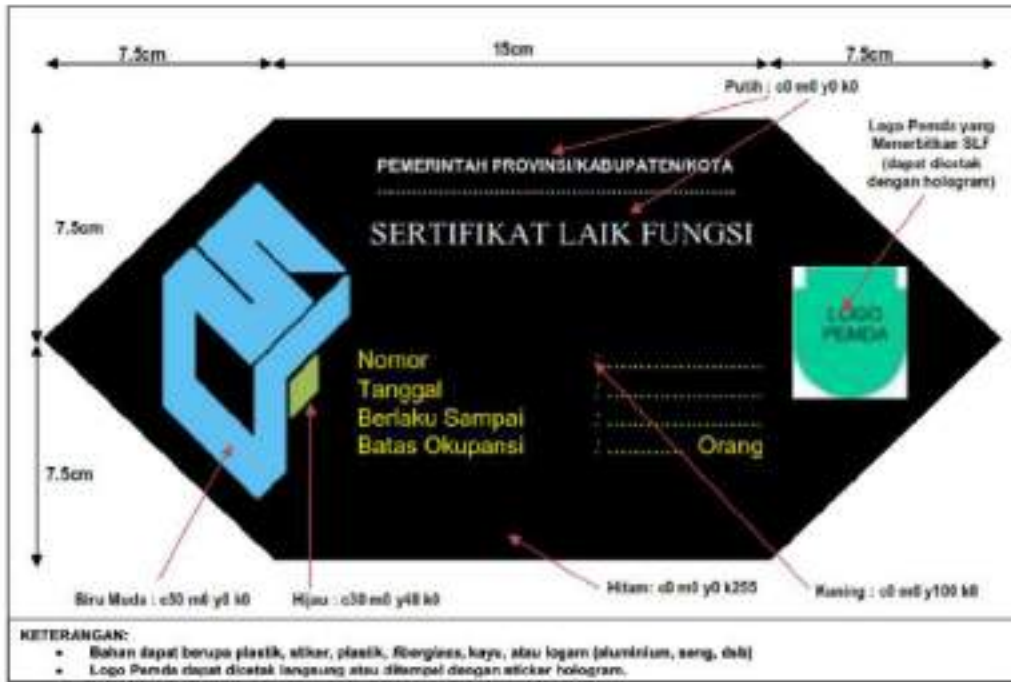 7.5cm 15cm 7.5cm
Putih : c0 m0 y0 k0
Logo Pemda yang
Menerbitkan SLF
(dapat dicetak
dengan hologram)
PEMERINTAH PROVINSI/KABUPATEN/KOTA
SERTIFIKAT LAIK FUNGSI
7.5cm
LOGO
PEMDA
Nomor : ....................
Tanggal : ....................
Berlaku Sampai : ....................
Batas Okupansi : ............ Orang
7.5cm
Biru Muda : c50 m0 y0 k0
Hijau : c30 m0 y40 k0
Hitam: c0 m0 y0 k255
Kuning : c0 m0 y100 k0
KETERANGAN:
• Bahan dapat berupa plastik, stiker, plastik, fiberglass, kayu, atau logam (aluminium, seng, dsb)
• Logo Pemda dapat dicetak langsung atau ditempel dengan sticker hologram.